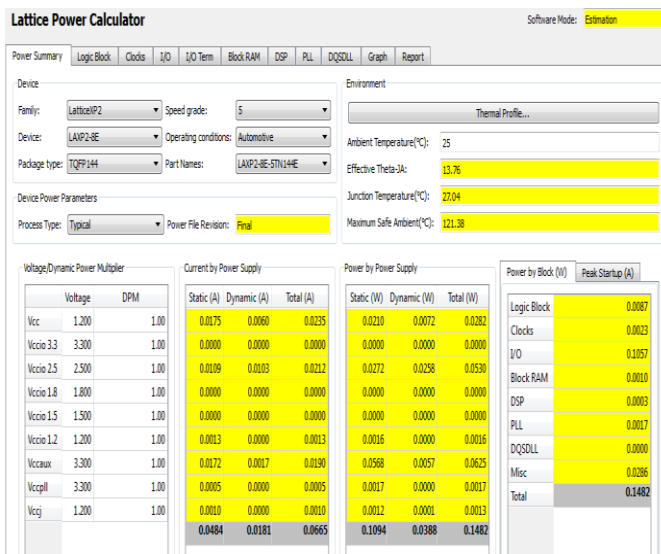 Lattice Power Calculator
Software Mode: Estimation
Power Summary Logic Block Clocks I/O I/O Term Block RAM DSP PLL DQSDLL Graph Report
Device
Family: LatticeXP2 Speed grade: 5
Device: LAXP2-8E Operating conditions: Automotive
Package type: TQFP144 Part Names: LAXP2-8E-5TN144E
Device Power Parameters
Process Type: Typical Power File Revision: Final
Environment
Thermal Profile...
Ambient Temperature(°C): 25
Effective Theta-JA: 13.76
Junction Temperature(°C): 27.04
Maximum Safe Ambient(°C): 121.38
Voltage/Dynamic Power Multiplier
Voltage DPM
Vcc 1.200 1.00
Vccio 3.3 3.300 1.00
Vccio 2.5 2.500 1.00
Vccio 1.8 1.800 1.00
Vccio 1.5 1.500 1.00
Vccio 1.2 1.200 1.00
Vccaux 3.300 1.00
Vccpll 3.300 1.00
Vccj 1.200 1.00
Current by Power Supply
Static (A) Dynamic (A) Total (A)
0.0175 0.0060 0.0235
0.0000 0.0000 0.0000
0.0109 0.0103 0.0212
0.0000 0.0000 0.0000
0.0000 0.0000 0.0000
0.0013 0.0000 0.0013
0.0172 0.0017 0.0190
0.0005 0.0000 0.0005
0.0010 0.0000 0.0010
0.0484 0.0181 0.0665
Power by Power Supply
Static (W) Dynamic (W) Total (W)
0.0210 0.0072 0.0282
0.0000 0.0000 0.0000
0.0272 0.0258 0.0530
0.0000 0.0000 0.0000
0.0000 0.0000 0.0000
0.0016 0.0000 0.0016
0.0568 0.0057 0.0625
0.0017 0.0000 0.0017
0.0012 0.0001 0.0013
0.1094 0.0388 0.1482
Power by Block (W) Peak Startup (A)
Logic Block 0.0087
Clocks 0.0023
I/O 0.1057
Block RAM 0.0010
DSP 0.0003
PLL 0.0017
DQSDLL 0.0000
Misc 0.0286
Total 0.1482